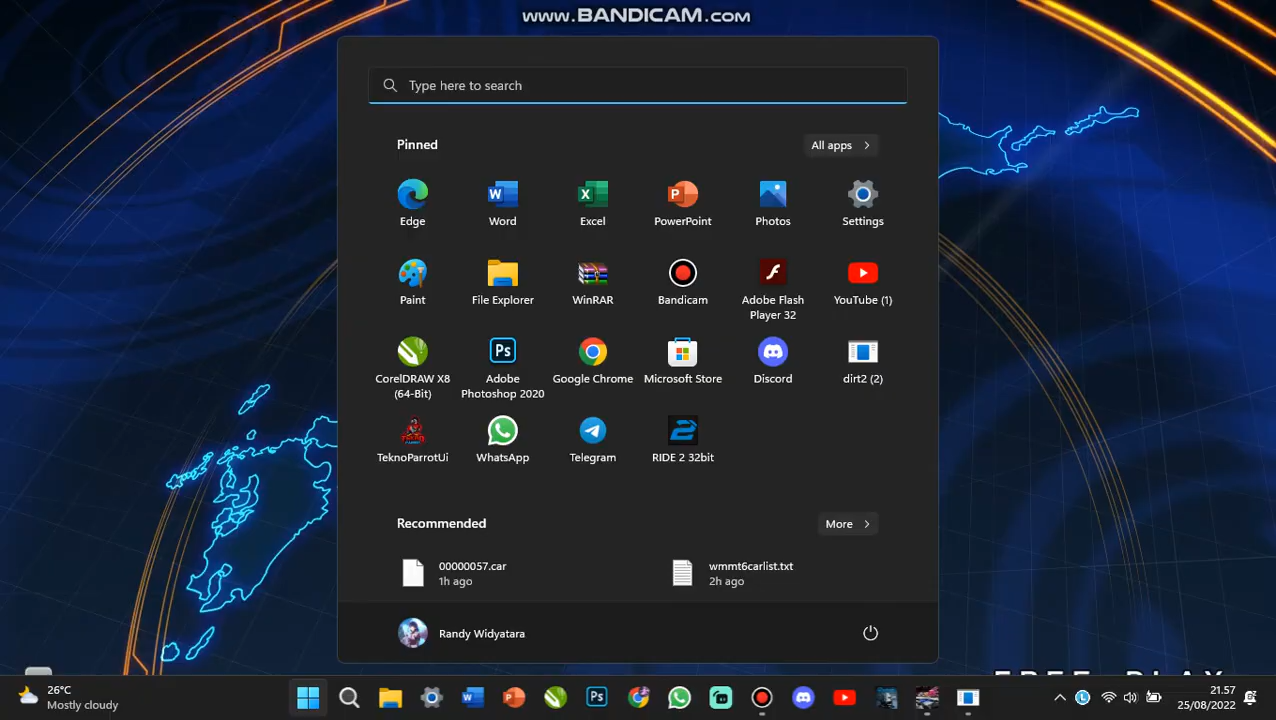 www.BANDICAM.com
Type here to search
Pinned
All apps
Edge
Word
Excel
PowerPoint
Photos
Settings
Paint
File Explorer
WinRAR
Bandicam
Adobe Flash
Player 32
YouTube (1)
CorelDRAW X8
(64-Bit)
Adobe
Photoshop 2020
Google Chrome
Microsoft Store
Discord
dirt2 (2)
TeknoParrotUi
WhatsApp
Telegram
RIDE 2 32bit
Recommended
More
00000057.car
1h ago
wmmt6carlist.txt
2h ago
Randy Widyatara
FREE PLAY
26°C
Mostly cloudy
21.57
25/08/2022